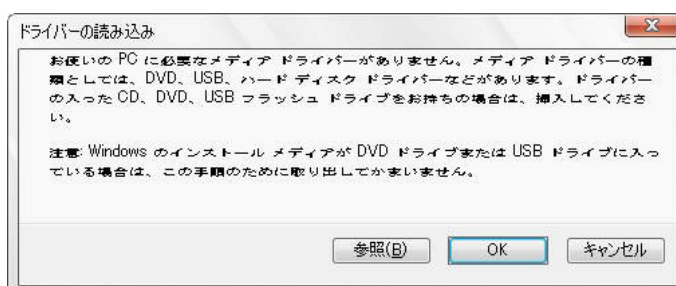 ドライバーの読み込み
お使いの PC に必要なメディア ドライバーがありません。メディア ドライバーの種
類としては、DVD、USB、ハード ディスク ドライバーなどがあります。ドライバー
の入った CD、DVD、USB フラッシュ ドライブをお持ちの場合は、挿入してくださ
い。
注意: Windows のインストール メディアが DVD ドライブまたは USB ドライブに入っ
ている場合は、この手順のために取り出してかまいません。
参照(B) OK キャンセル